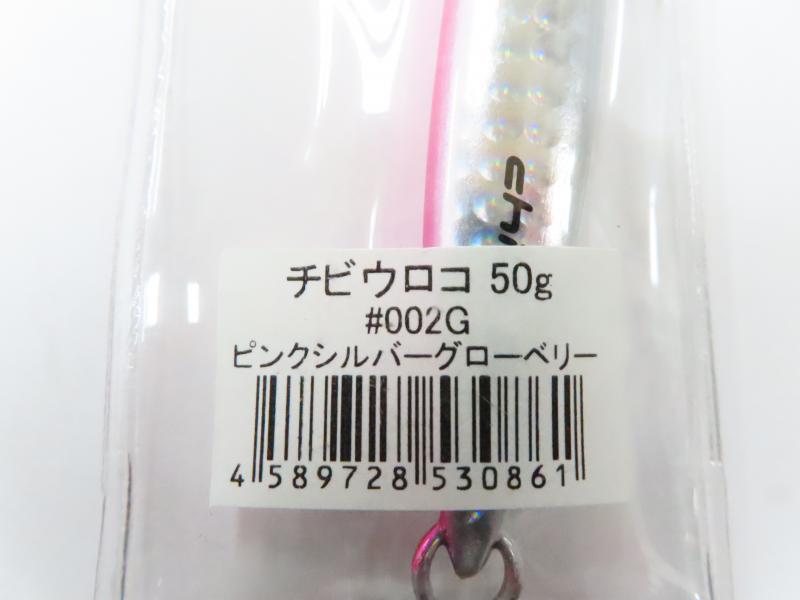 chi
チビウロコ 50g
#002G
ピンクシルバーグローベリー
4 589728 530861